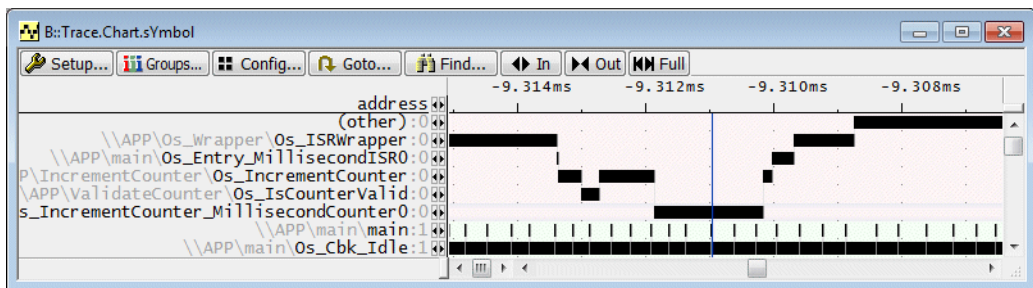 B::Trace.Chart.sYmbol
Setup... Groups... Config... Goto... Find... In Out Full
-9.314ms -9.312ms -9.310ms -9.308ms
address
(other):0
\\APP\Os_Wrapper\Os_ISRWrapper:0
\\APP\main\Os_Entry_MillisecondISR0:0
P\IncrementCounter\Os_IncrementCounter:0
\APP\ValidateCounter\Os_IsCounterValid:0
s_IncrementCounter_MillisecondCounter0:0
\\APP\main\main:1
\\APP\main\Os_Cbk_Idle:1